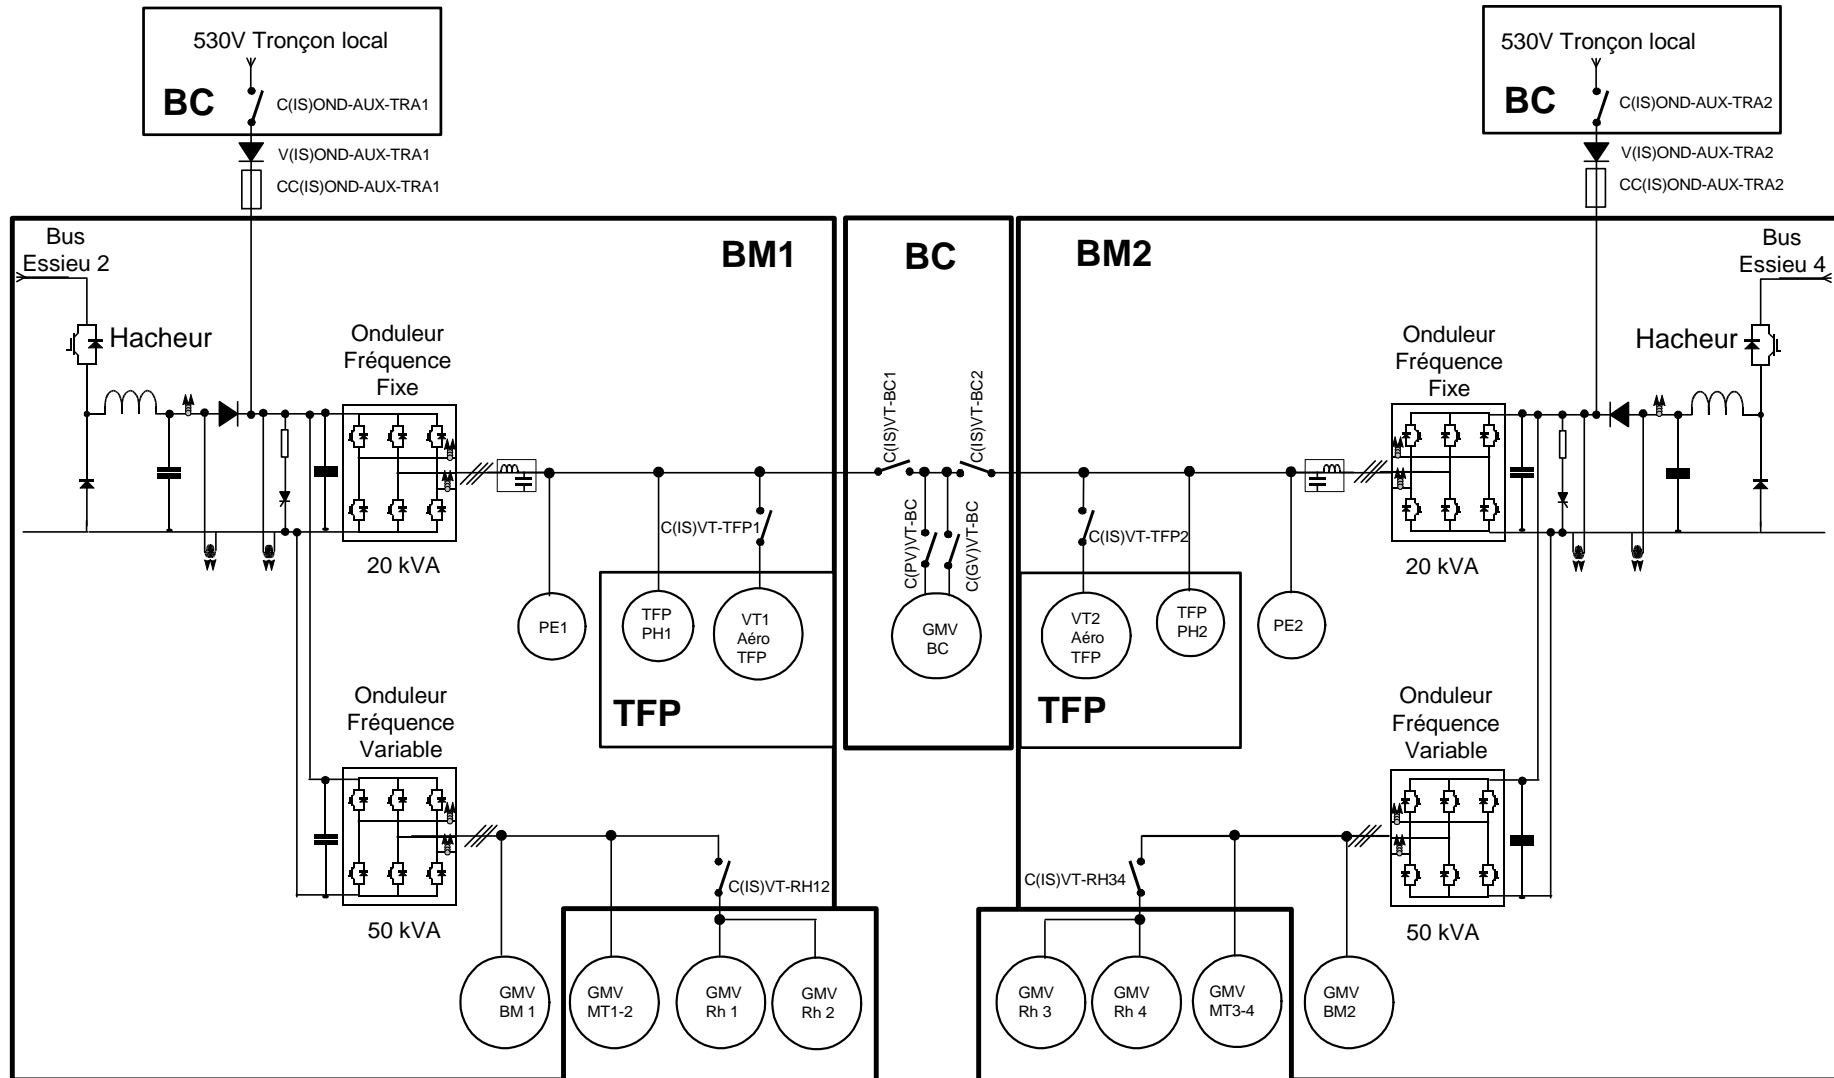 530V Tronçon local
BC
C(IS)OND-AUX-TRA1
V(IS)OND-AUX-TRA1
CC(IS)OND-AUX-TRA1
530V Tronçon local
BC
C(IS)OND-AUX-TRA2
V(IS)OND-AUX-TRA2
CC(IS)OND-AUX-TRA2
Bus
Essieu 2
BM1
BC
BM2
Bus
Essieu 4
Hacheur
Onduleur
Fréquence
Fixe
20 kVA
C(IS)VT-BC1
C(IS)VT-BC2
Onduleur
Fréquence
Fixe
20 kVA
Hacheur
C(IS)VT-TFP1
C(PV)VT-BC
C(GV)VT-BC
C(IS)VT-TFP2
PE1
TFP
PH1
VT1
Aéro
TFP
GMV
BC
VT2
Aéro
TFP
TFP
PH2
PE2
TFP
TFP
Onduleur
Fréquence
Variable
50 kVA
Onduleur
Fréquence
Variable
50 kVA
C(IS)VT-RH12
C(IS)VT-RH34
GMV
BM 1
GMV
MT1-2
GMV
Rh 1
GMV
Rh 2
GMV
Rh 3
GMV
Rh 4
GMV
MT3-4
GMV
BM2